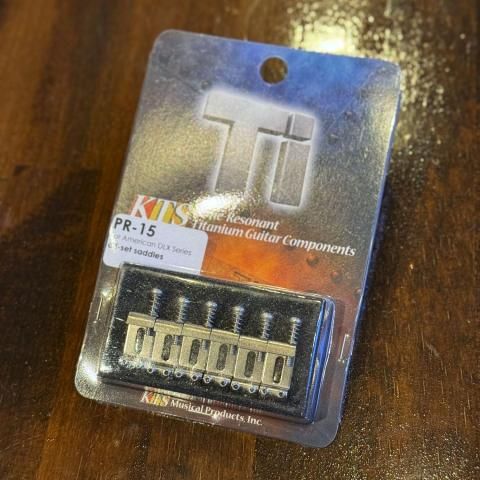 Ti
KTS
Resonant
Titanium Guitar Components
PR-15
American DLX Series
saddles
KTS Musical Products, Inc.